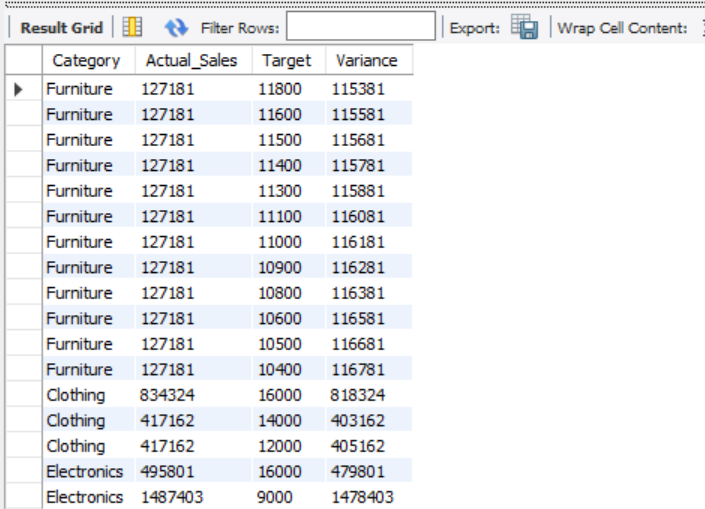 Result Grid Filter Rows: Export: Wrap Cell Content:
Category Actual_Sales Target Variance
Furniture 127181 11800 115381
Furniture 127181 11600 115581
Furniture 127181 11500 115681
Furniture 127181 11400 115781
Furniture 127181 11300 115881
Furniture 127181 11100 116081
Furniture 127181 11000 116181
Furniture 127181 10900 116281
Furniture 127181 10800 116381
Furniture 127181 10600 116581
Furniture 127181 10500 116681
Furniture 127181 10400 116781
Clothing 834324 16000 818324
Clothing 417162 14000 403162
Clothing 417162 12000 405162
Electronics 495801 16000 479801
Electronics 1487403 9000 1478403